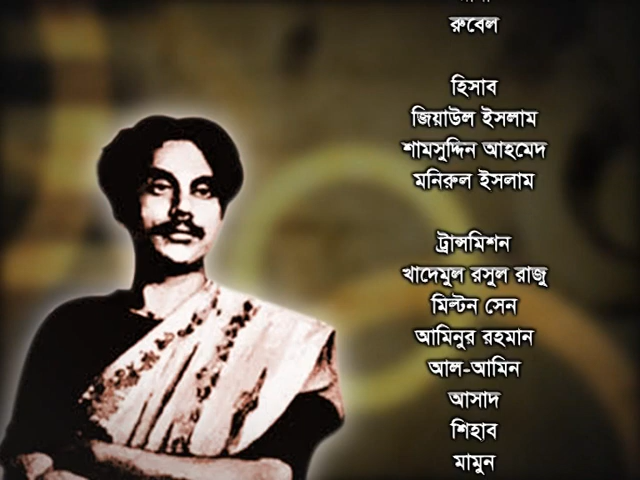 রুবেল
হিসাব
জিয়াউল ইসলাম
শামসুদ্দিন আহমেদ
মনিরুল ইসলাম
ট্রান্সমিশন
খাদেমুল রসুল রাজু
মিল্টন সেন
আমিনুর রহমান
আল-আমিন
আসাদ
শিহাব
মামুন